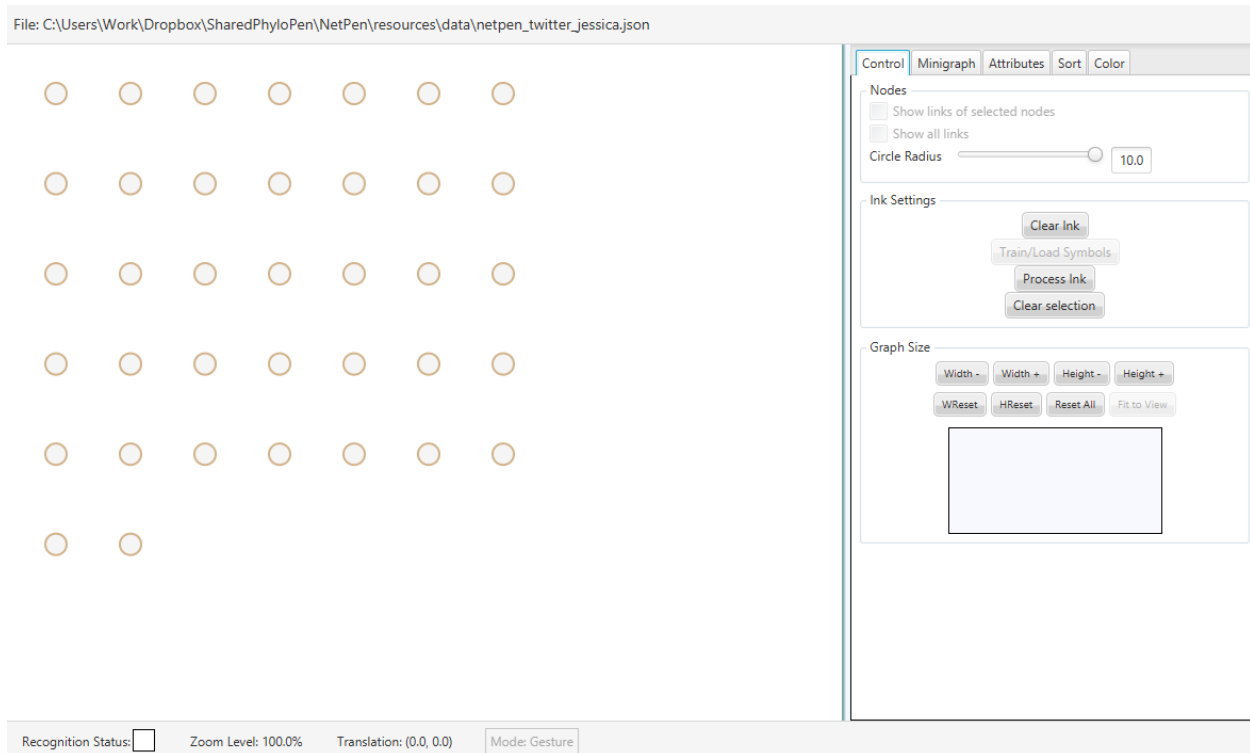 File: C:\Users\Work\Dropbox\SharedPhyloPen\NetPen\resources\data\netpen_twitter_jessica.json
Control Minigraph Attributes Sort Color
Nodes
Show links of selected nodes
Show all links
Circle Radius 10.0
Ink Settings
Clear Ink
Train/Load Symbols
Process Ink
Clear selection
Graph Size
Width - Width + Height - Height +
WReset HReset Reset All Fit to View
Recognition Status: Zoom Level: 100.0% Translation: (0.0, 0.0) Mode: Gesture